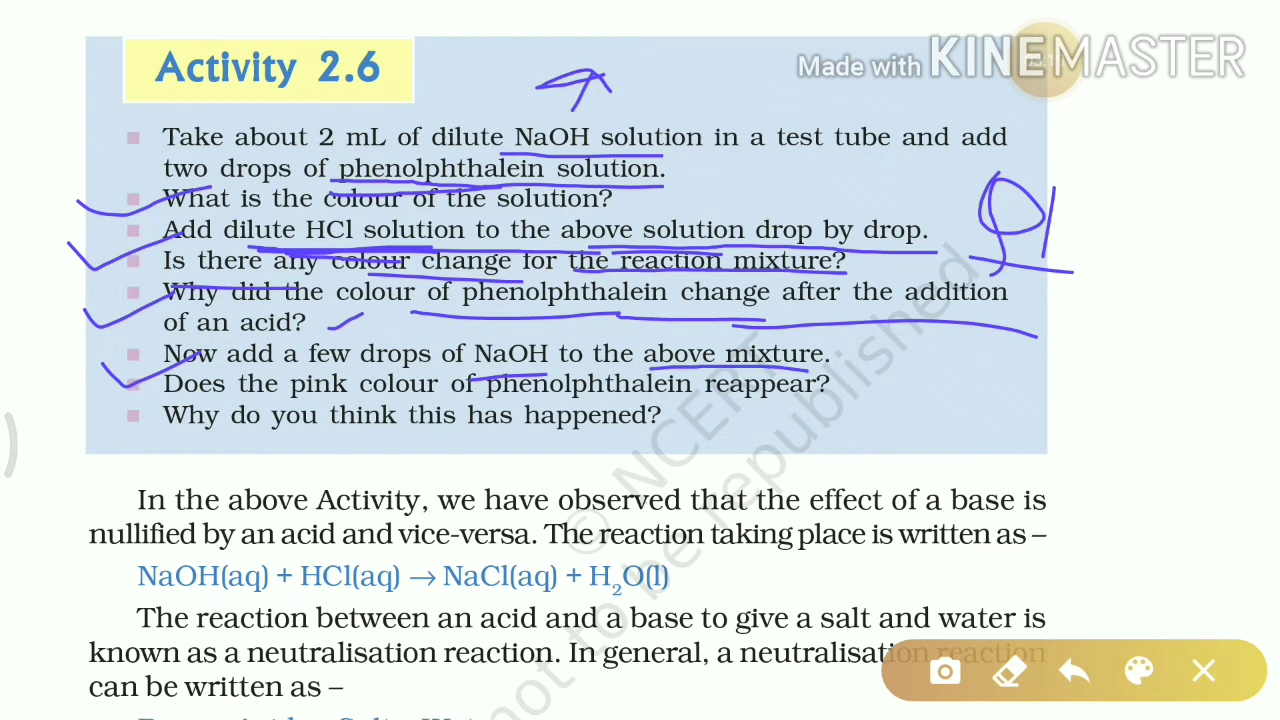 Activity 2.6
Made with KINEMASTER
Take about 2 mL of dilute NaOH solution in a test tube and add
two drops of phenolphthalein solution.
What is the colour of the solution?
Add dilute HCl solution to the above solution drop by drop.
Is there any colour change for the reaction mixture?
Why did the colour of phenolphthalein change after the addition
of an acid?
Now add a few drops of NaOH to the above mixture.
Does the pink colour of phenolphthalein reappear?
Why do you think this has happened?
© NCERT
not to be republished
In the above Activity, we have observed that the effect of a base is
nullified by an acid and vice-versa. The reaction taking place is written as –
NaOH(aq) + HCl(aq) → NaCl(aq) + H₂O(l)
The reaction between an acid and a base to give a salt and water is
known as a neutralisation reaction. In general, a neutralisation reaction
can be written as –